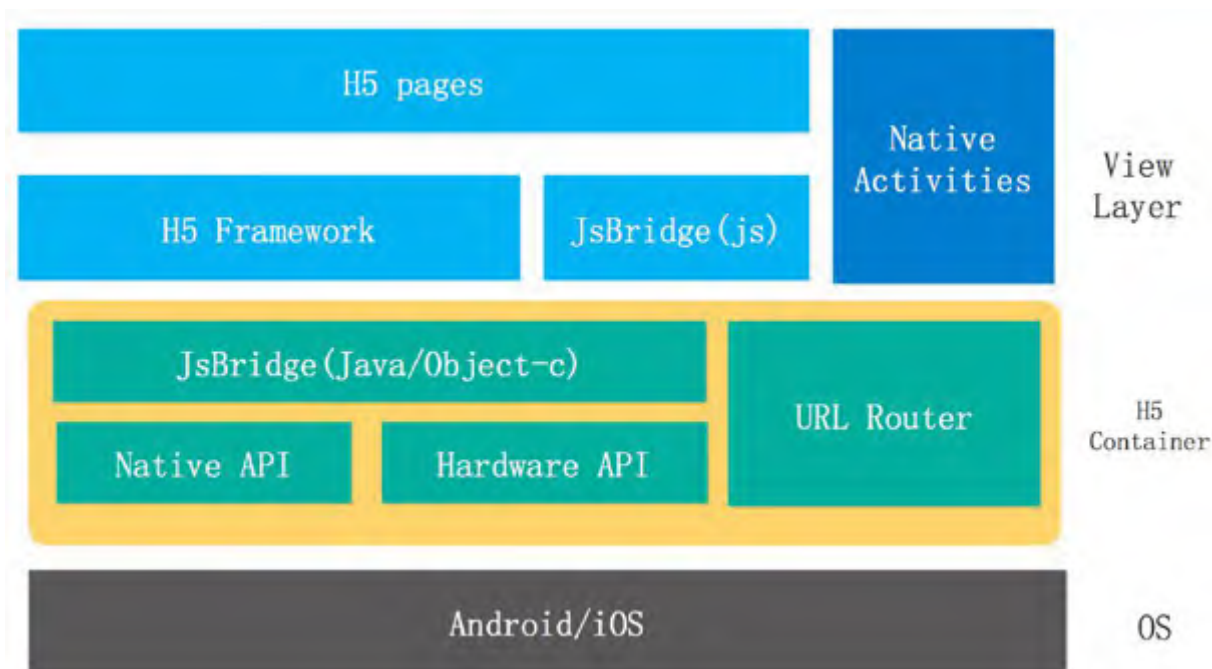 H5 pages
Native
Activities
View
Layer
H5 Framework
JsBridge(js)
JsBridge(Java/Object-c)
URL Router
H5
Container
Native API
Hardware API
Android/iOS
OS